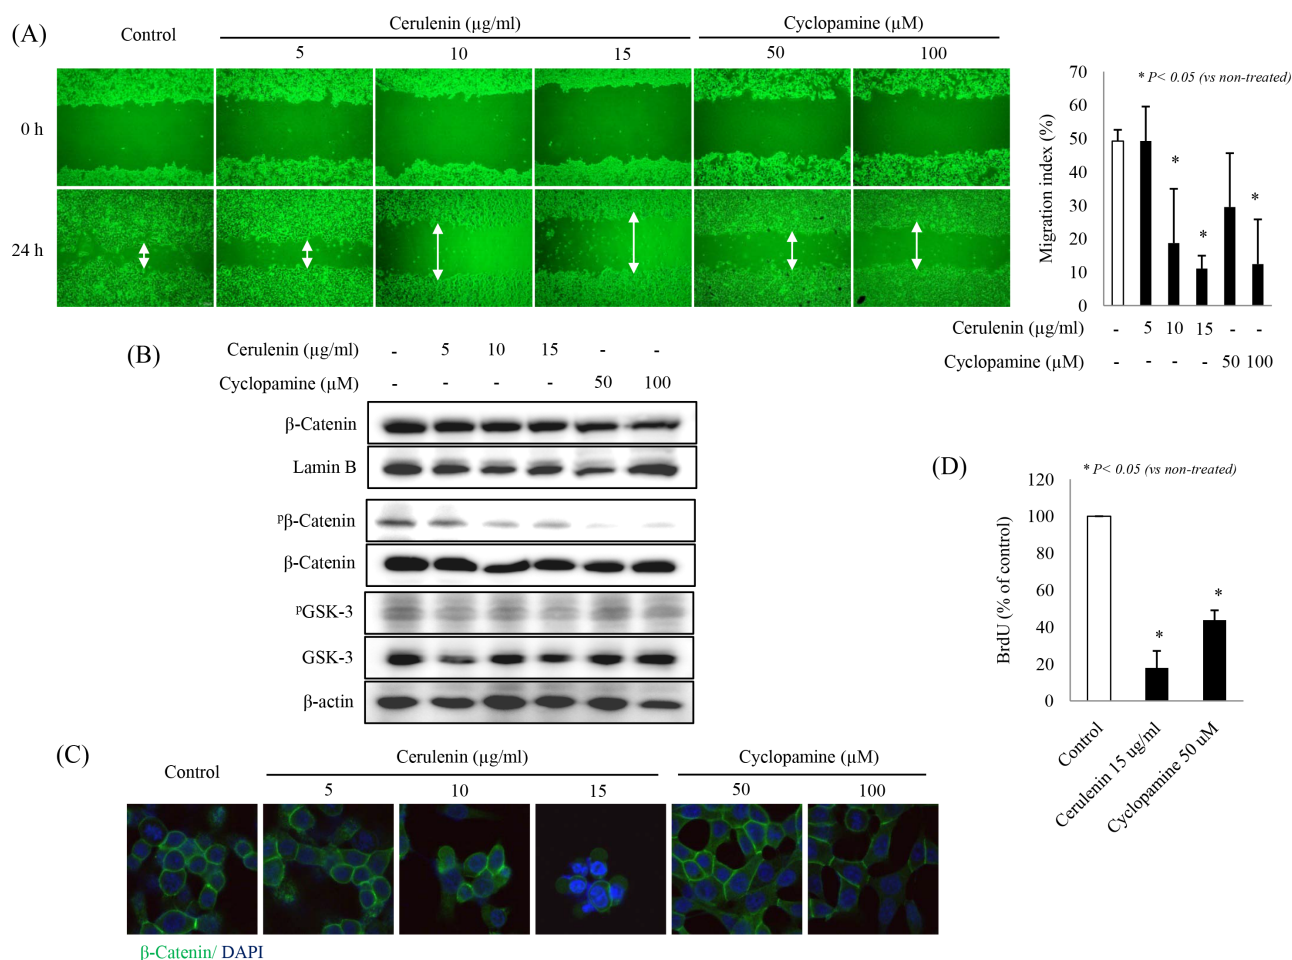 (A)
Control
Cerulenin (µg/ml)
Cyclopamine (µM)
5
10
15
50
100
0 h
24 h
* P< 0.05 (vs non-treated)
Migration index (%)
70
60
50
40
30
20
10
0
Cerulenin (µg/ml) - 5 10 15 - -
Cyclopamine (µM) - - - - 50 100
(B)
Cerulenin (µg/ml) - 5 10 15 - -
Cyclopamine (µM) - - - - 50 100
β-Catenin
Lamin B
ᵖβ-Catenin
β-Catenin
ᵖGSK-3
GSK-3
β-actin
(C)
Control
Cerulenin (µg/ml)
Cyclopamine (µM)
5
10
15
50
100
β-Catenin/ DAPI
(D)
* P< 0.05 (vs non-treated)
BrdU (% of control)
120
100
80
60
40
20
0
* 
*
Control
Cerulenin 15 ug/ml
Cyclopamine 50 uM